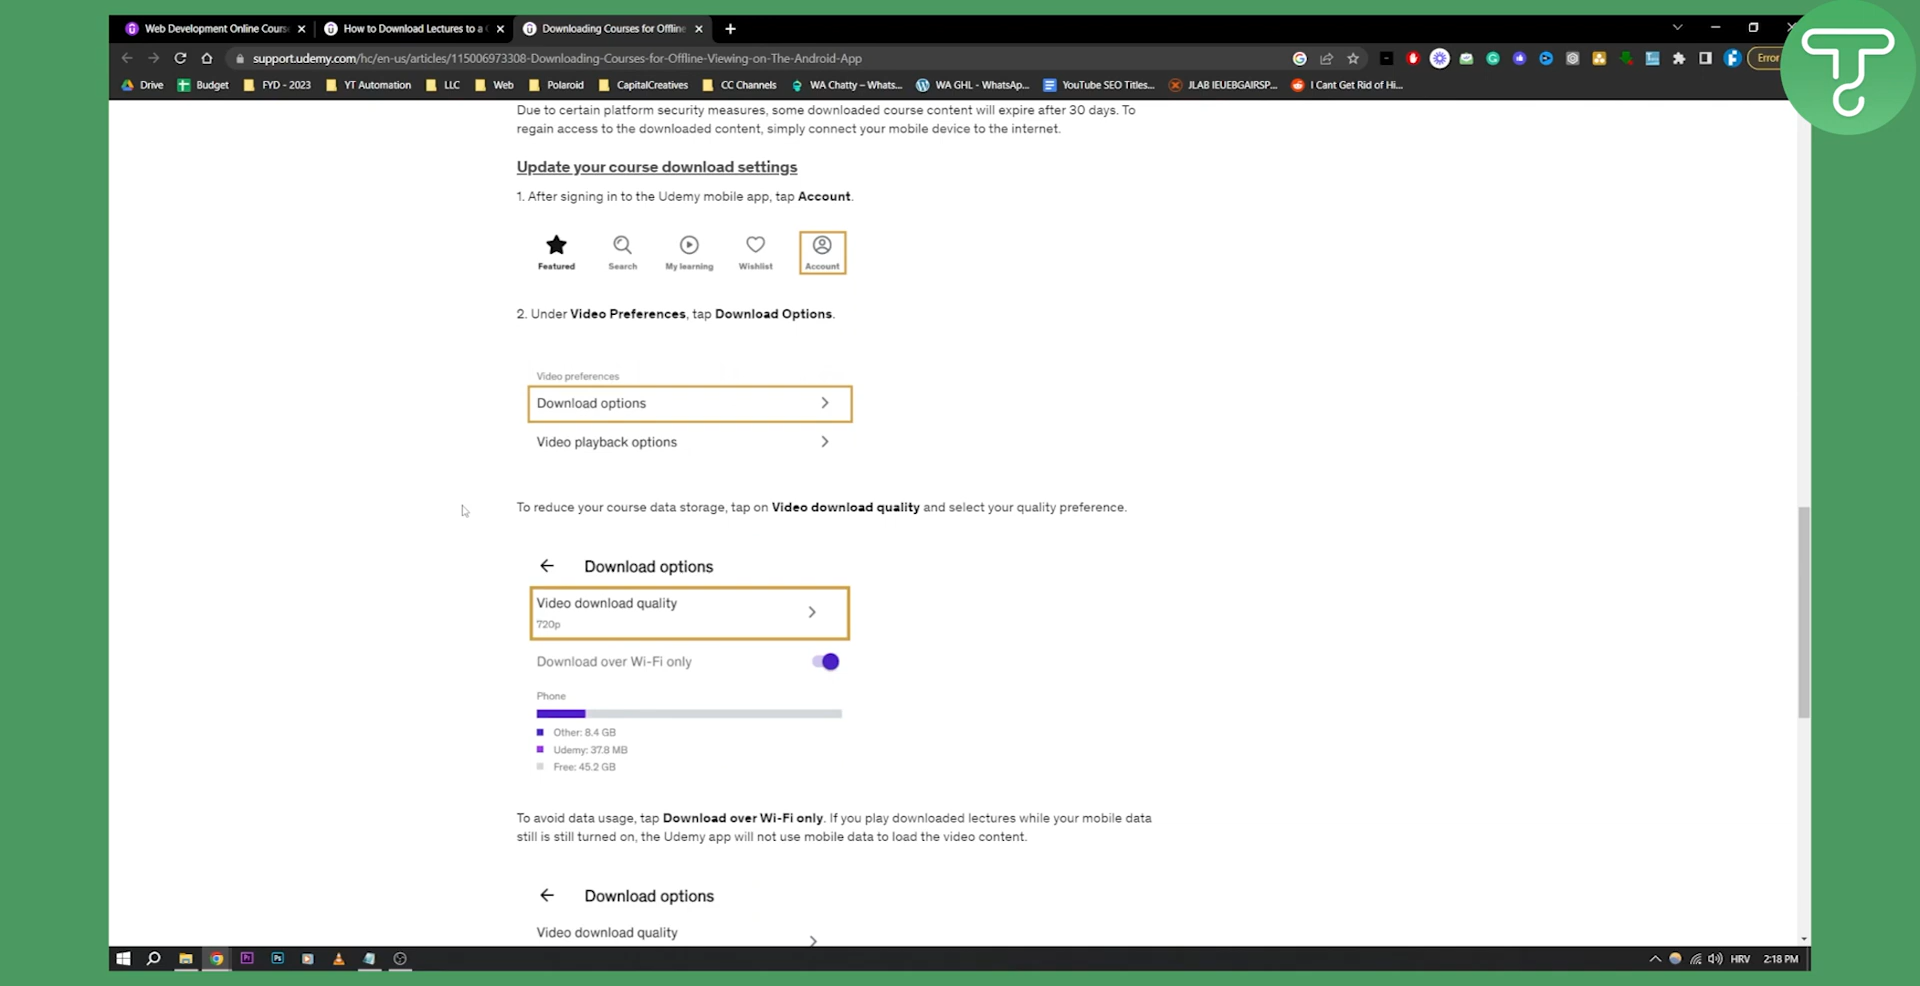 Web Development Online Cours
How to Download Lectures to a
Downloading Courses for Offlin
support.udemy.com/hc/en-us/articles/115006973308-Downloading-Courses-for-Offline-Viewing-on-The-Android-App
Error
Drive Budget FYD - 2023 YT Automation LLC Web Polaroid CapitalCreatives CC Channels WA Chatty – Whats... WA GHL - WhatsAp... YouTube SEO Titles... JLAB IEUEBGAIRSP... I Cant Get Rid of Hi...
Due to certain platform security measures, some downloaded course content will expire after 30 days. To
regain access to the downloaded content, simply connect your mobile device to the internet.
Update your course download settings
1. After signing in to the Udemy mobile app, tap Account.
Featured Search My learning Wishlist Account
2. Under Video Preferences, tap Download Options.
Video preferences
Download options
Video playback options
To reduce your course data storage, tap on Video download quality and select your quality preference.
Download options
Video download quality
720p
Download over Wi-Fi only
Phone
Other: 8.4 GB
Udemy: 37.8 MB
Free: 45.2 GB
To avoid data usage, tap Download over Wi-Fi only. If you play downloaded lectures while your mobile data
still is still turned on, the Udemy app will not use mobile data to load the video content.
Download options
Video download quality
HRV 2:18 PM